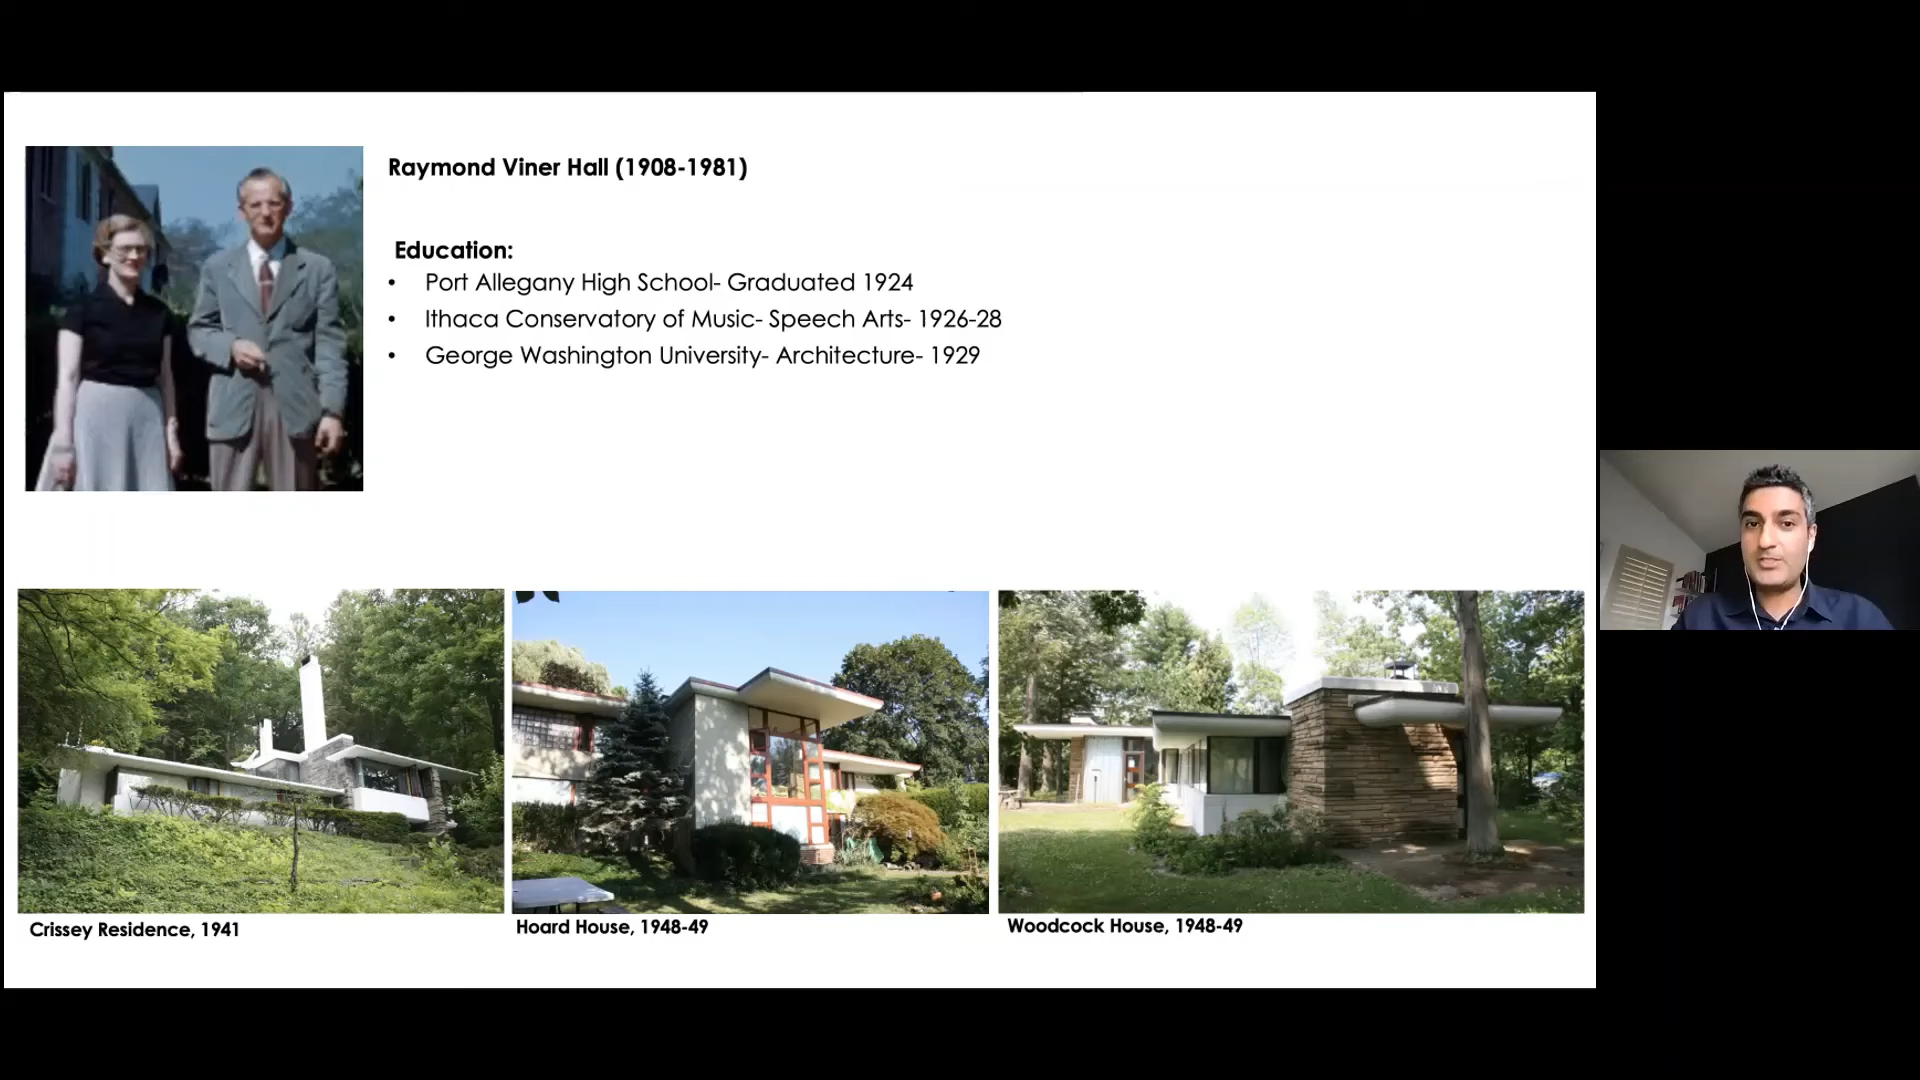 Raymond Viner Hall (1908-1981)
Education:
• Port Allegany High School- Graduated 1924
• Ithaca Conservatory of Music- Speech Arts- 1926-28
• George Washington University- Architecture- 1929
Crissey Residence, 1941
Hoard House, 1948-49
Woodcock House, 1948-49